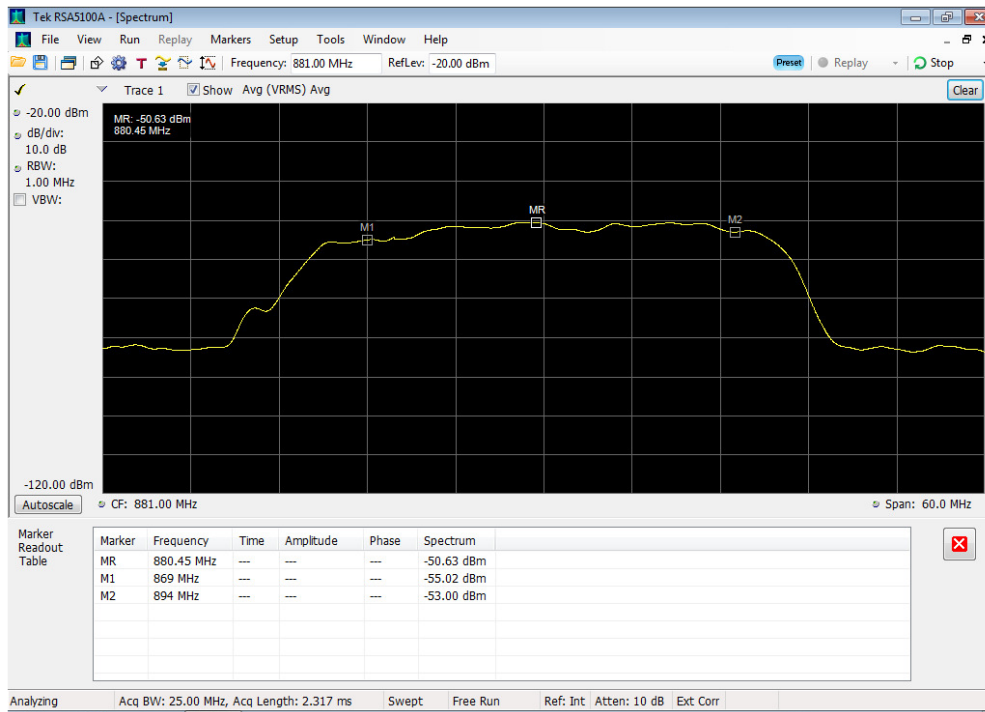 Tek RSA5100A - [Spectrum]
File View Run Replay Markers Setup Tools Window Help
T Frequency: 881.00 MHz RefLev: -20.00 dBm Preset Replay Stop
Trace 1 Show Avg (VRMS) Avg Clear
-20.00 dBm
dB/div:
10.0 dB
RBW:
1.00 MHz
VBW:
MR: -50.63 dBm
880.45 MHz
M1
MR
M2
-120.00 dBm
Autoscale CF: 881.00 MHz Span: 60.0 MHz
Marker
Readout
Table
Marker Frequency Time Amplitude Phase Spectrum
MR 880.45 MHz --- --- --- -50.63 dBm
M1 869 MHz --- --- --- -55.02 dBm
M2 894 MHz --- --- --- -53.00 dBm
Analyzing Acq BW: 25.00 MHz, Acq Length: 2.317 ms Swept Free Run Ref: Int Atten: 10 dB Ext Corr